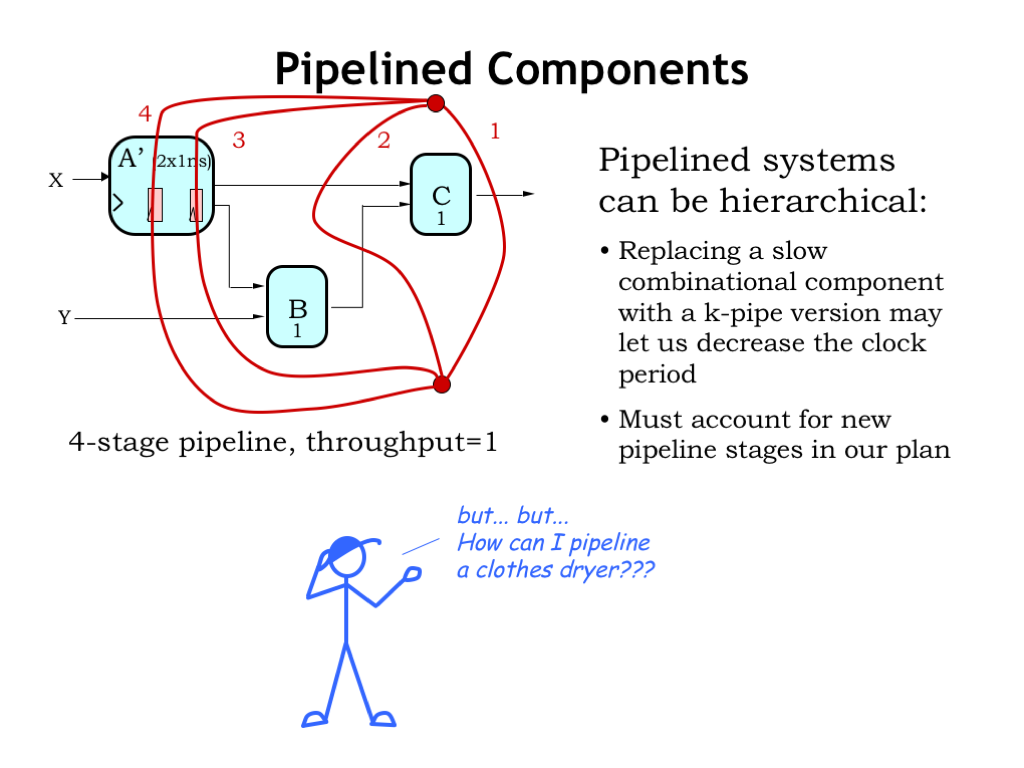 Pipelined Components
4
3
2
1
A’ (2x1ns)
X
C
1
B
1
Y
4-stage pipeline, throughput=1
Pipelined systems
can be hierarchical:
• Replacing a slow
combinational component
with a k-pipe version may
let us decrease the clock
period
• Must account for new
pipeline stages in our plan
but... but...
How can I pipeline
a clothes dryer???